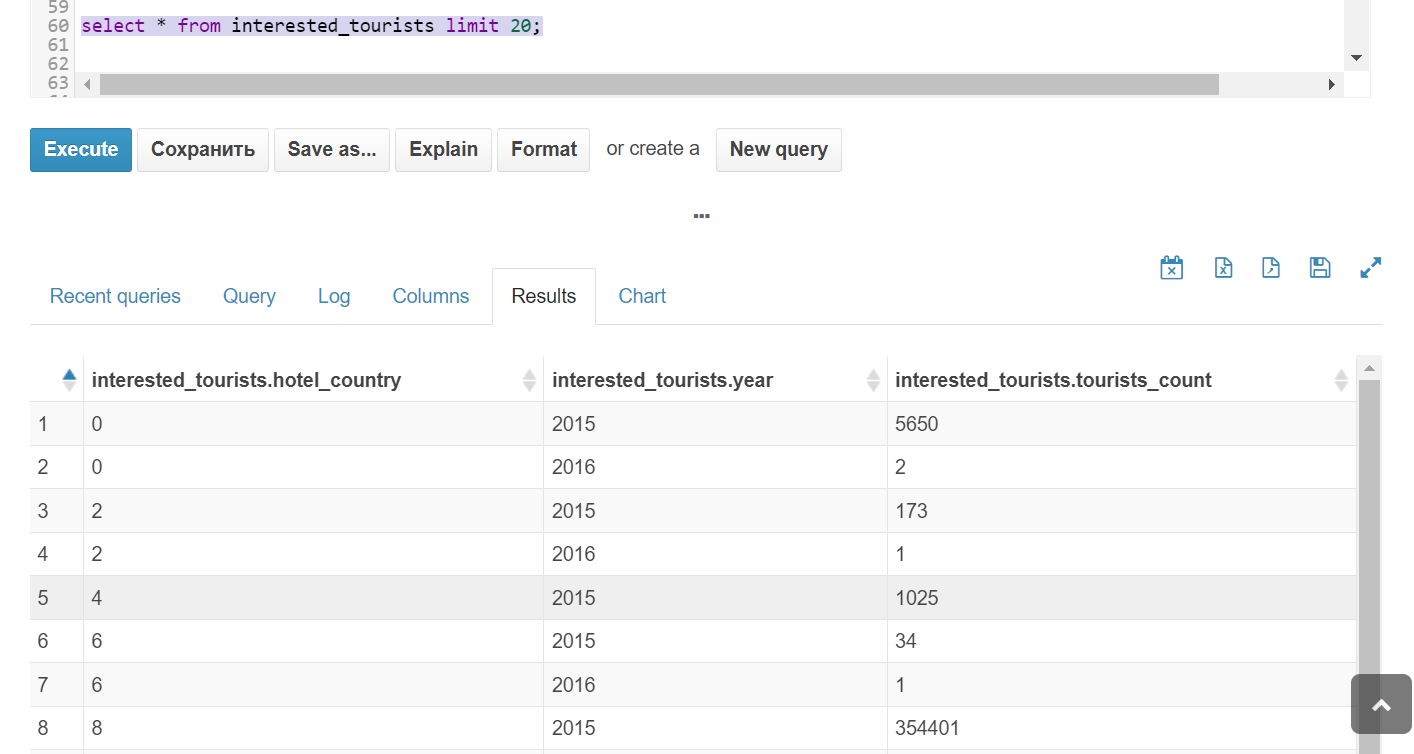 59
60 select * from interested_tourists limit 20;
61
62
63
Execute Сохранить Save as... Explain Format or create a New query
Recent queries Query Log Columns Results Chart
interested_tourists.hotel_country interested_tourists.year interested_tourists.tourists_count
1 0 2015 5650
2 0 2016 2
3 2 2015 173
4 2 2016 1
5 4 2015 1025
6 6 2015 34
7 6 2016 1
8 8 2015 354401